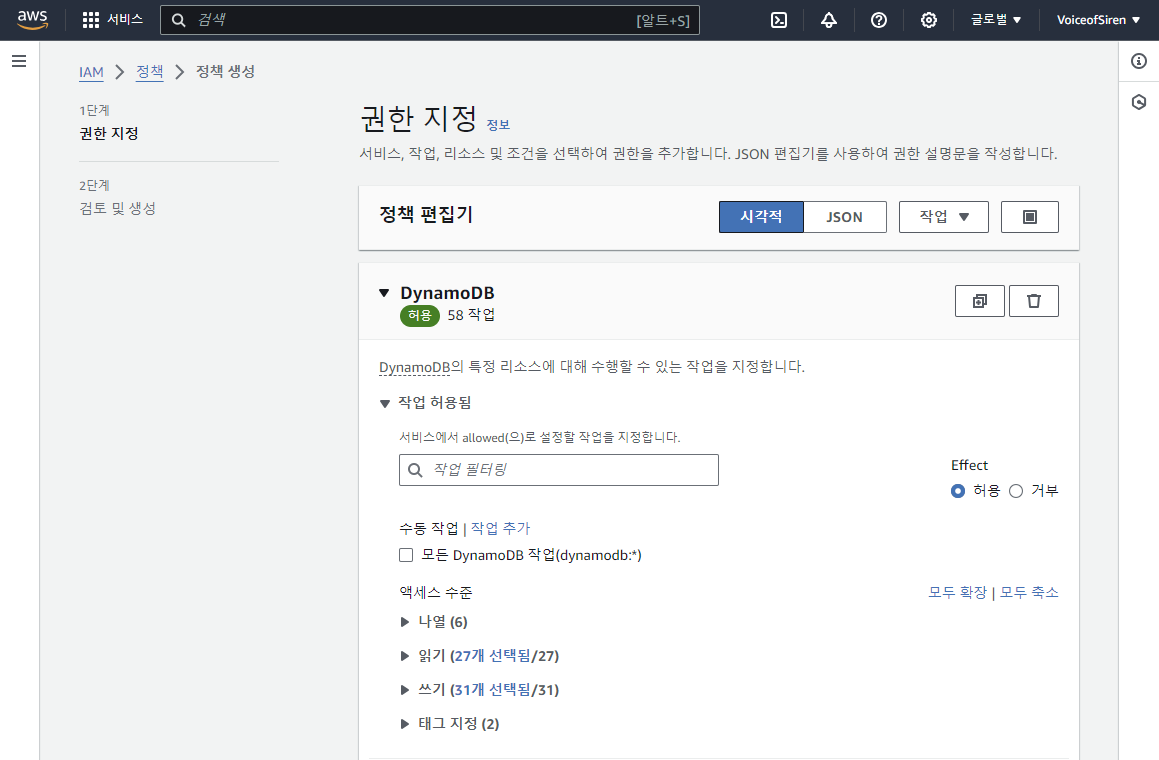 aws 서비스 검색 [알트+S] 글로벌 VoiceofSiren
IAM > 정책 > 정책 생성
1단계
권한 지정
2단계
검토 및 생성
권한 지정 정보
서비스, 작업, 리소스 및 조건을 선택하여 권한을 추가합니다. JSON 편집기를 사용하여 권한 설명문을 작성합니다.
정책 편집기 시각적 JSON 작업
DynamoDB
허용 58 작업
DynamoDB의 특정 리소스에 대해 수행할 수 있는 작업을 지정합니다.
작업 허용됨
서비스에서 allowed(으)로 설정할 작업을 지정합니다.
작업 필터링
Effect
허용 거부
수동 작업 | 작업 추가
모든 DynamoDB 작업(dynamodb:*)
액세스 수준 모두 확장 | 모두 축소
나열 (6)
읽기 (27개 선택됨/27)
쓰기 (31개 선택됨/31)
태그 지정 (2)